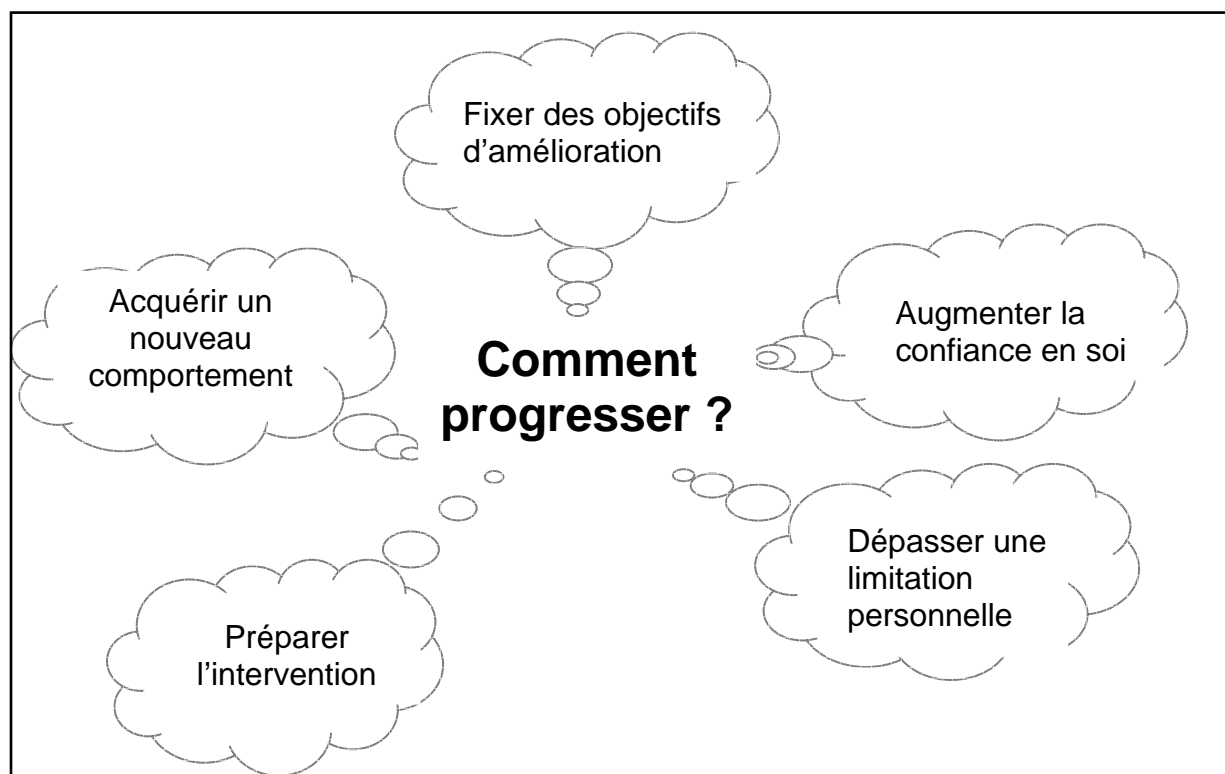 Fixer des objectifs
d’amélioration
Acquérir un
nouveau
comportement
Augmenter la
confiance en soi
Comment
progresser ?
Dépasser une
limitation
personnelle
Préparer
l’intervention